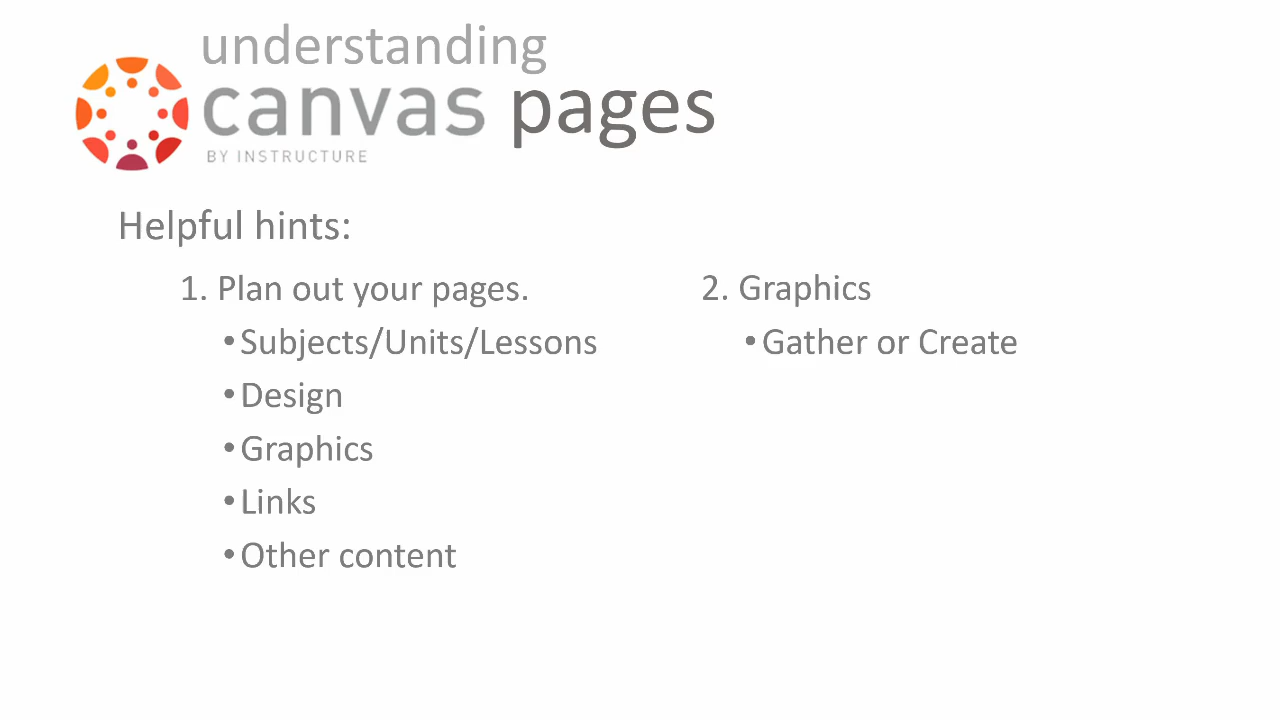 understanding
canvas pages
BY INSTRUCTURE
Helpful hints:
1. Plan out your pages.
•Subjects/Units/Lessons
•Design
•Graphics
•Links
•Other content
2. Graphics
•Gather or Create